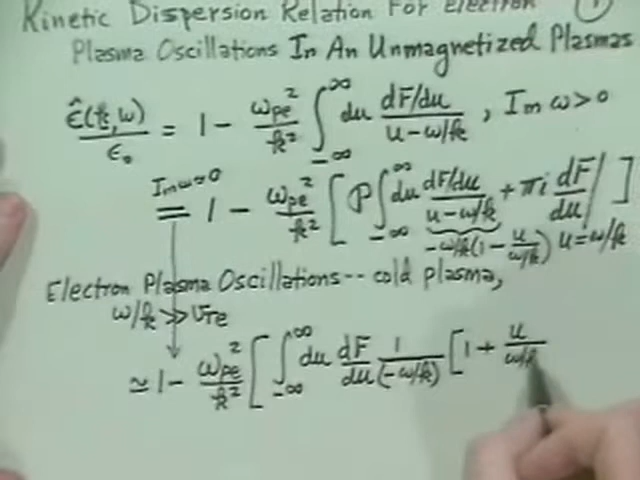 Kinetic Dispersion Relation For Electron ①
Plasma Oscillations In An Unmagnetized Plasmas
ε̂(k,ω)/ε₀ = 1 - ωpe²/k² ∫_{-∞}^{∞} du (dF/du)/(u-ω/k) , Im ω>0
Im ω→0
= 1 - ωpe²/k² [ P∫_{-∞}^{∞} du (dF/du)/(u-ω/k) + πi dF/du | ] u=ω/k
-ω/k(1-u/(ω/k))
Electron Plasma Oscillations -- cold plasma,
ω/k >> vTe
≃ 1 - ωpe²/k² [ ∫_{-∞}^{∞} du dF/du 1/(-ω/k) [1 + u/(ω/k)